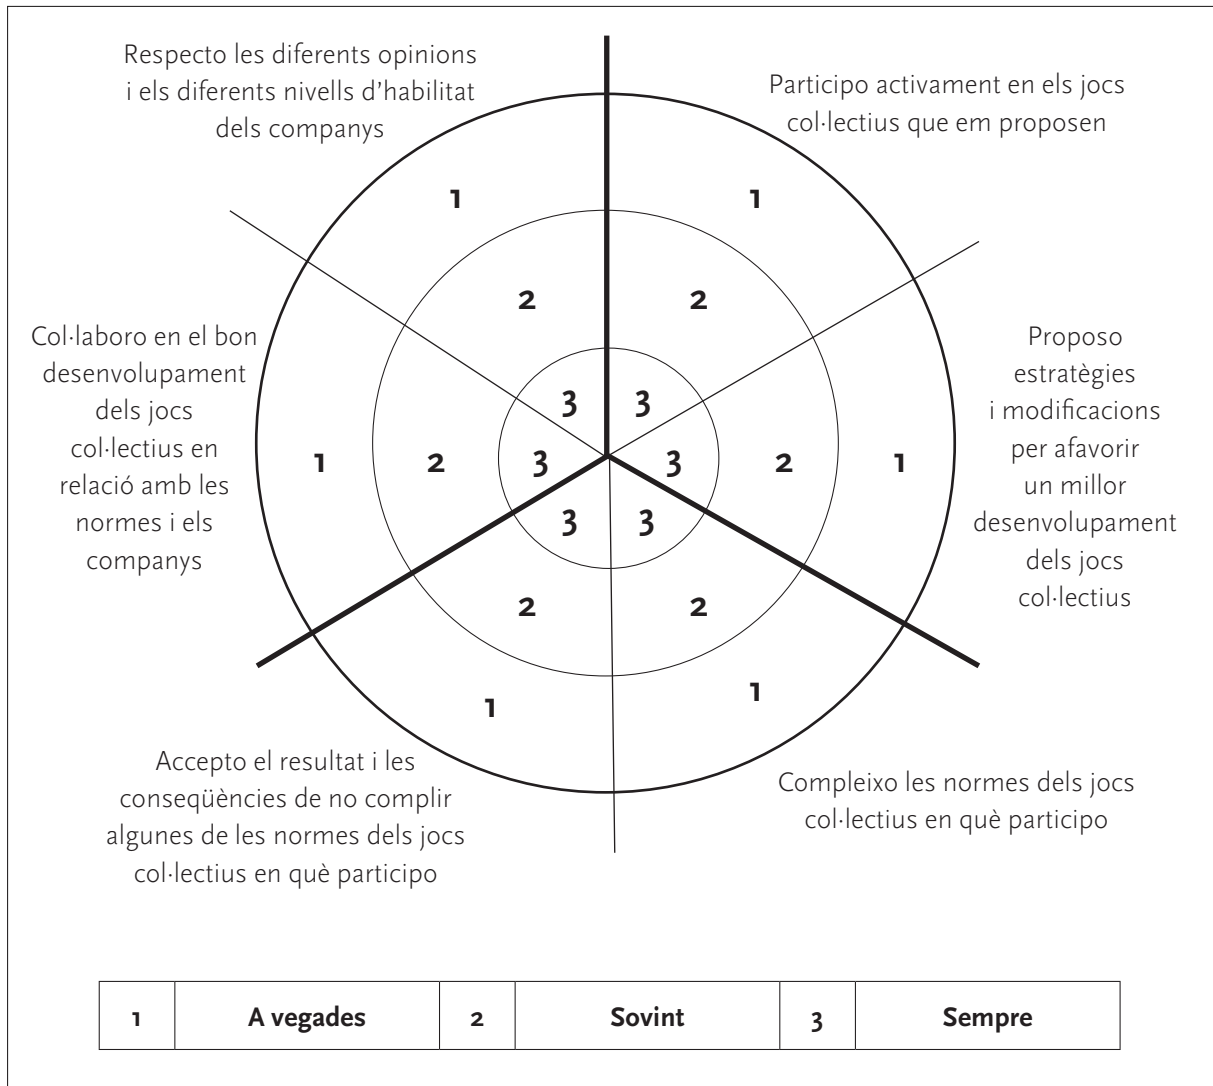 Respecto les diferents opinions
i els diferents nivells d'habilitat
dels companys
Participo activament en els jocs
col·lectius que em proposen
1
1
2
2
Col·laboro en el bon
desenvolupament
dels jocs
col·lectius en
relació amb les
normes i els
companys
Proposo
estratègies
i modificacions
per afavorir
un millor
desenvolupament
dels jocs
col·lectius
3
3
1
2
3
3
2
1
3
3
2
2
1
1
Accepto el resultat i les
conseqüències de no complir
algunes de les normes dels jocs
col·lectius en què participo
Compleixo les normes dels jocs
col·lectius en què participo
1 A vegades 2 Sovint 3 Sempre